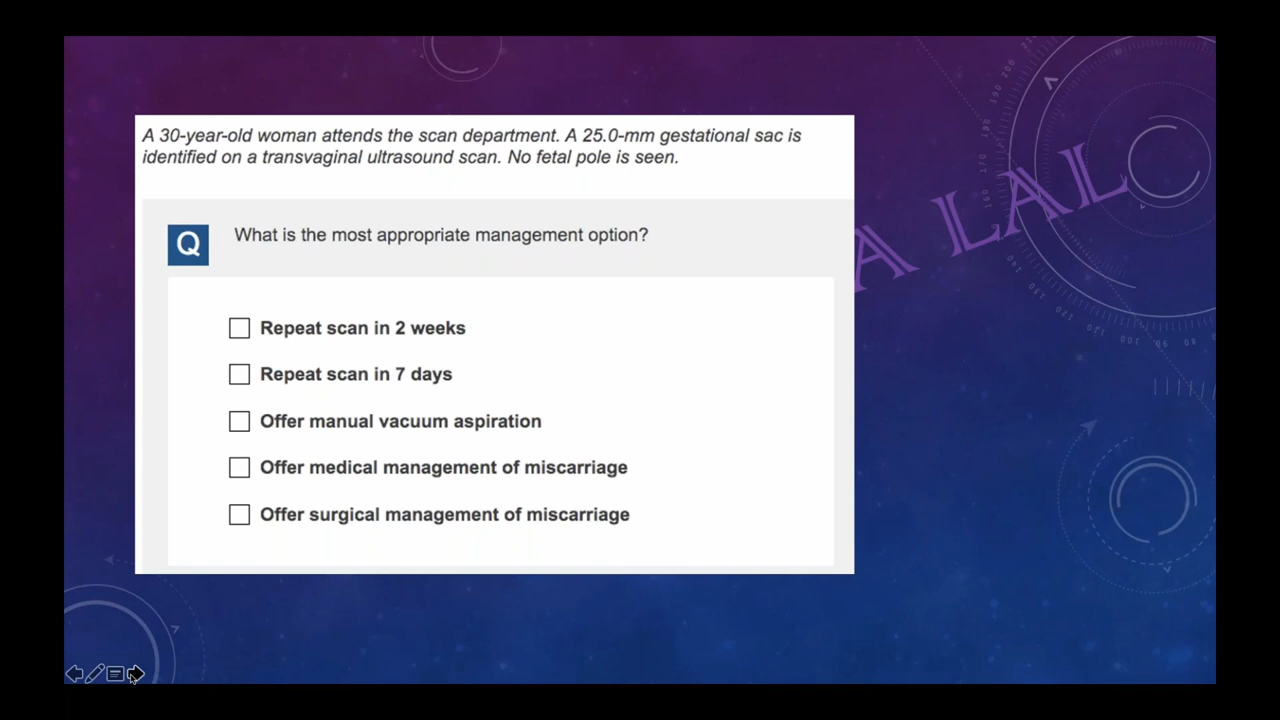 A 30-year-old woman attends the scan department. A 25.0-mm gestational sac is
identified on a transvaginal ultrasound scan. No fetal pole is seen.
Q
What is the most appropriate management option?
Repeat scan in 2 weeks
Repeat scan in 7 days
Offer manual vacuum aspiration
Offer medical management of miscarriage
Offer surgical management of miscarriage
A LAL